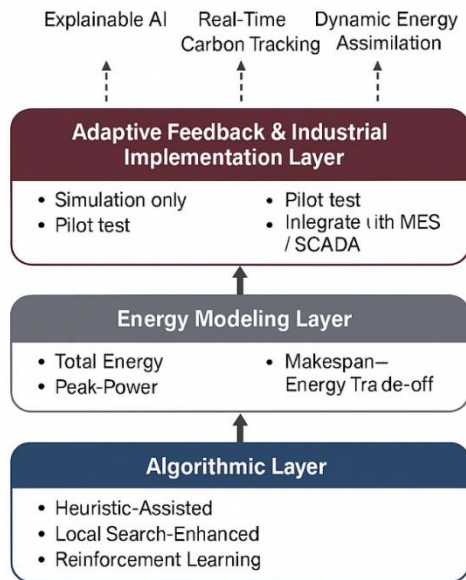 Explainable AI
Real-Time
Carbon Tracking
Dynamic Energy
Assimilation
Adaptive Feedback & Industrial
Implementation Layer
• Simulation only
• Pilot test
• Pilot test
• Inlegrate ιith MES
/ SCADA
Energy Modeling Layer
• Total Energy
• Peak-Power
• Makespan—
Energy Tra de-off
Algorithmic Layer
• Heuristic-Assisted
• Local Search-Enhanced
• Reinforcement Learning